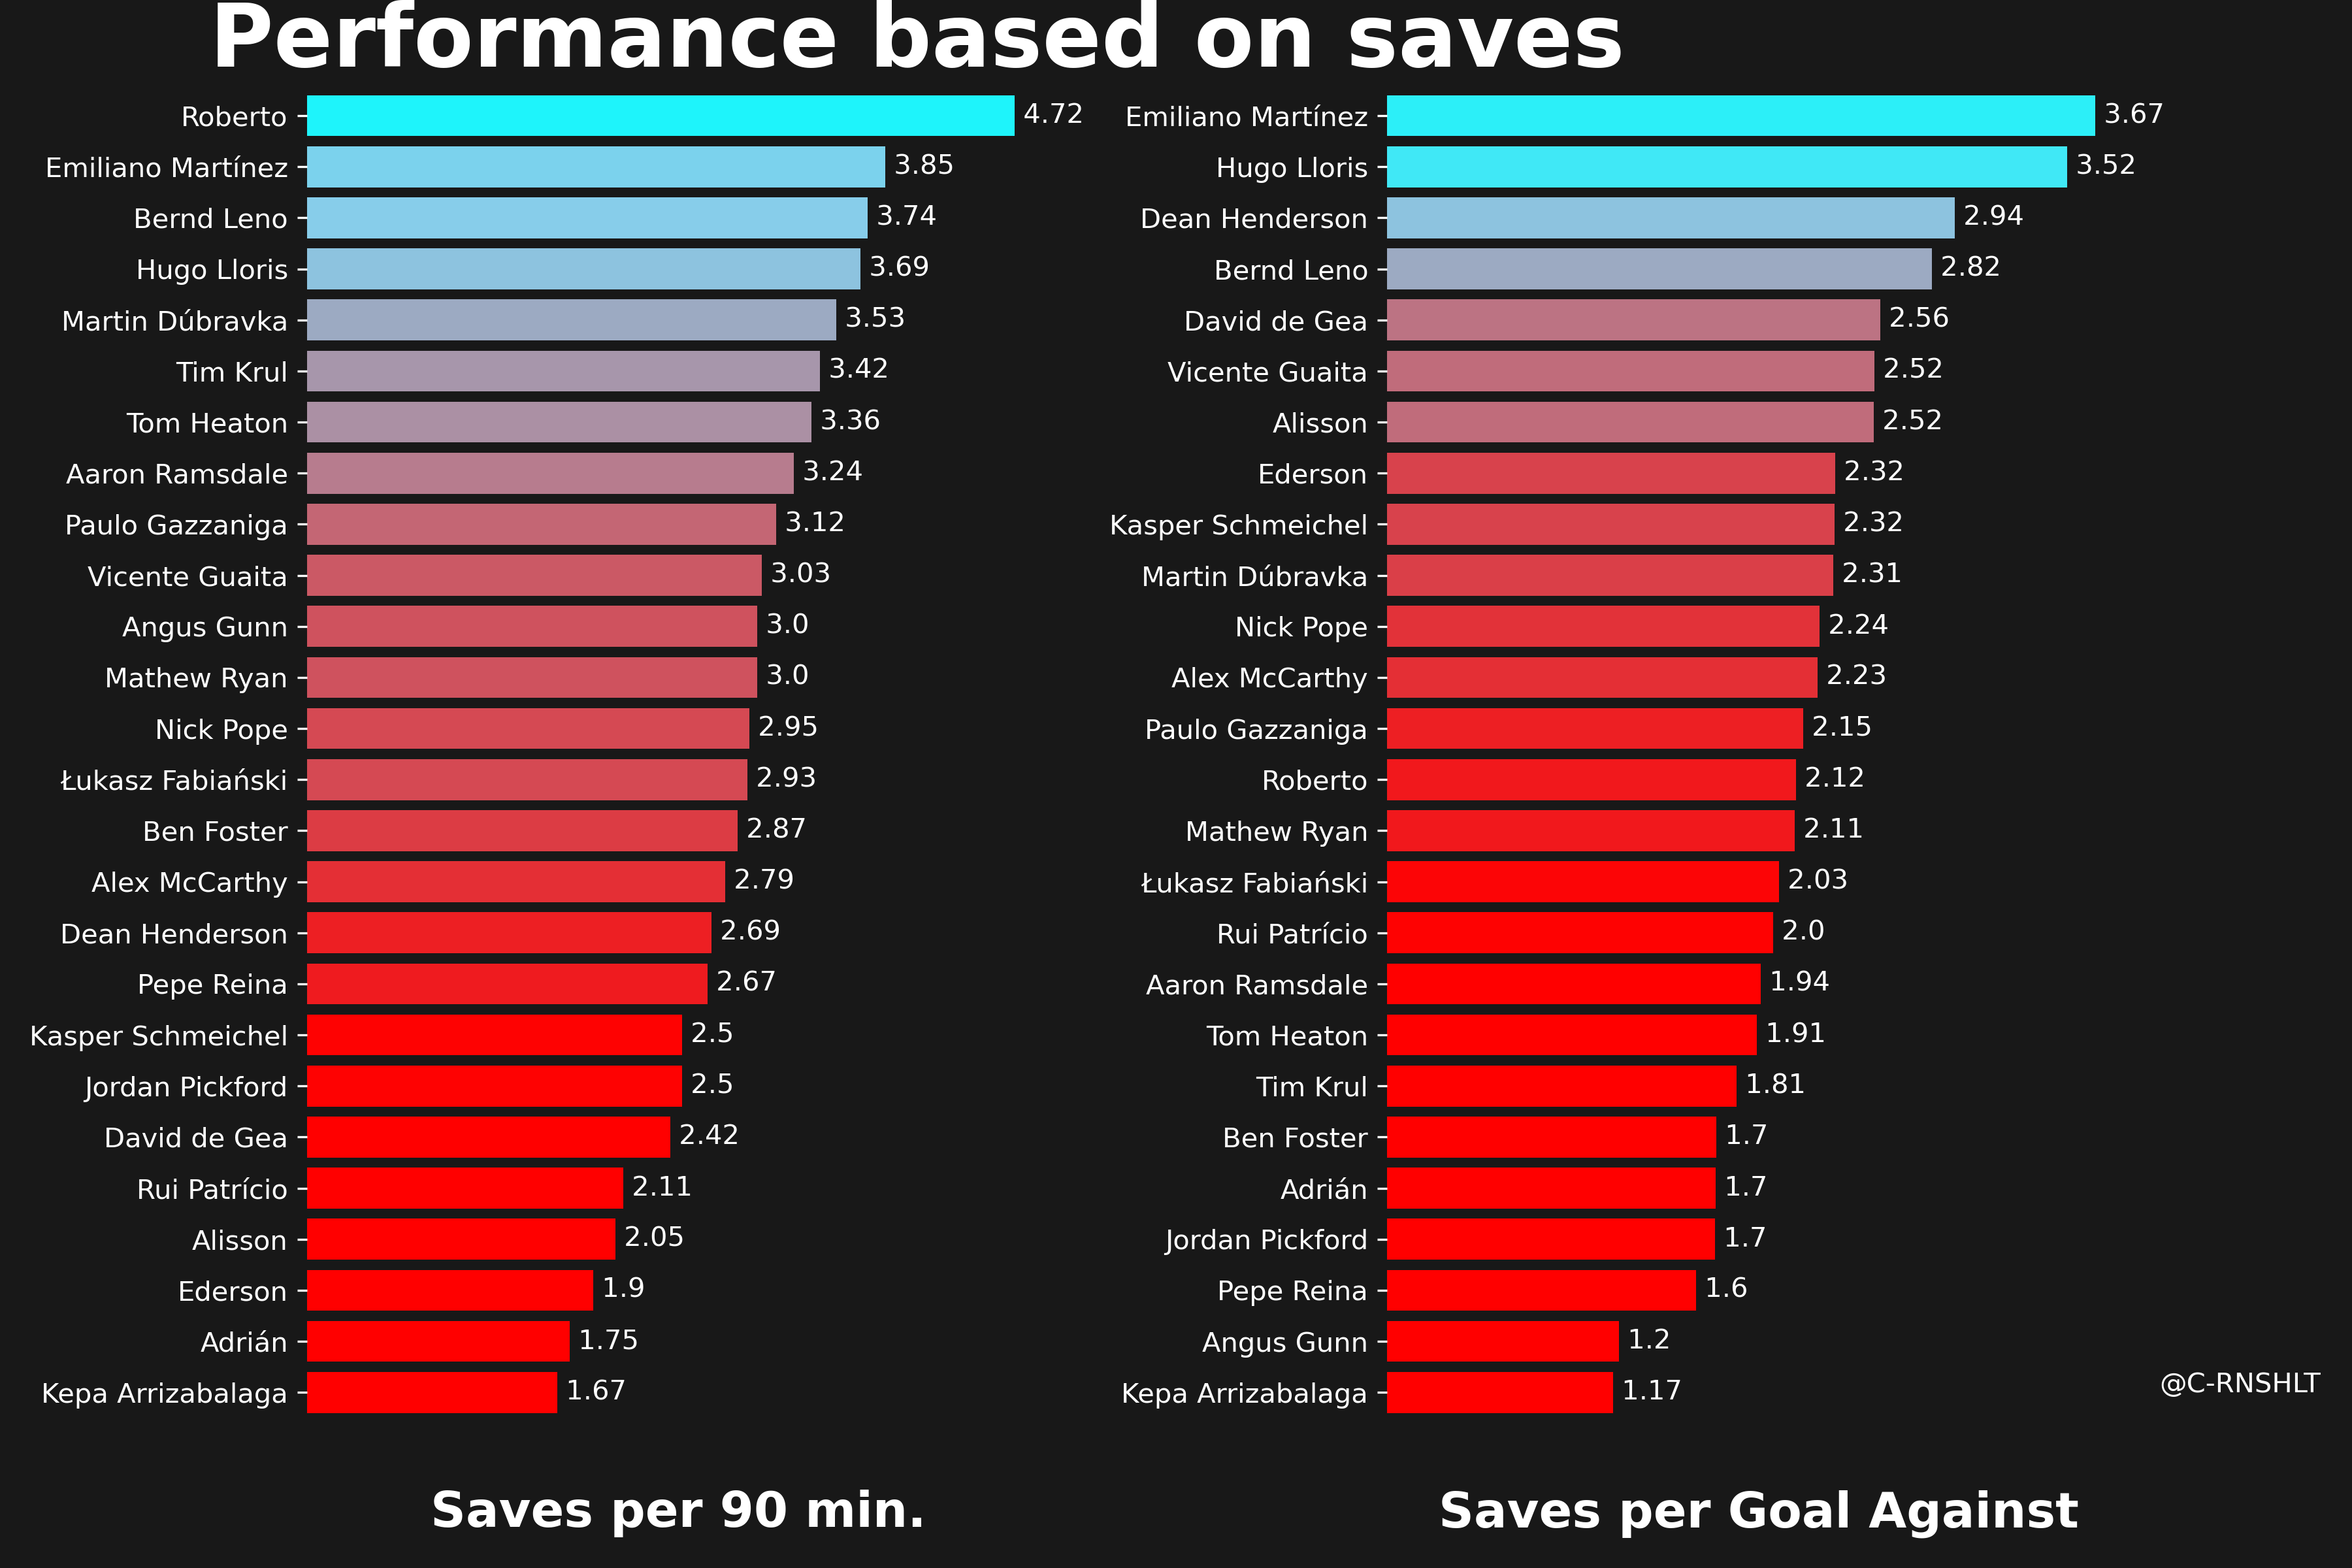 Performance based on saves
Roberto 4.72
Emiliano Martínez 3.85
Bernd Leno 3.74
Hugo Lloris 3.69
Martin Dúbravka 3.53
Tim Krul 3.42
Tom Heaton 3.36
Aaron Ramsdale 3.24
Paulo Gazzaniga 3.12
Vicente Guaita 3.03
Angus Gunn 3.0
Mathew Ryan 3.0
Nick Pope 2.95
Łukasz Fabiański 2.93
Ben Foster 2.87
Alex McCarthy 2.79
Dean Henderson 2.69
Pepe Reina 2.67
Kasper Schmeichel 2.5
Jordan Pickford 2.5
David de Gea 2.42
Rui Patrício 2.11
Alisson 2.05
Ederson 1.9
Adrián 1.75
Kepa Arrizabalaga 1.67
Saves per 90 min.
Emiliano Martínez 3.67
Hugo Lloris 3.52
Dean Henderson 2.94
Bernd Leno 2.82
David de Gea 2.56
Vicente Guaita 2.52
Alisson 2.52
Ederson 2.32
Kasper Schmeichel 2.32
Martin Dúbravka 2.31
Nick Pope 2.24
Alex McCarthy 2.23
Paulo Gazzaniga 2.15
Roberto 2.12
Mathew Ryan 2.11
Łukasz Fabiański 2.03
Rui Patrício 2.0
Aaron Ramsdale 1.94
Tom Heaton 1.91
Tim Krul 1.81
Ben Foster 1.7
Adrián 1.7
Jordan Pickford 1.7
Pepe Reina 1.6
Angus Gunn 1.2
Kepa Arrizabalaga 1.17
@C-RNSHLT
Saves per Goal Against